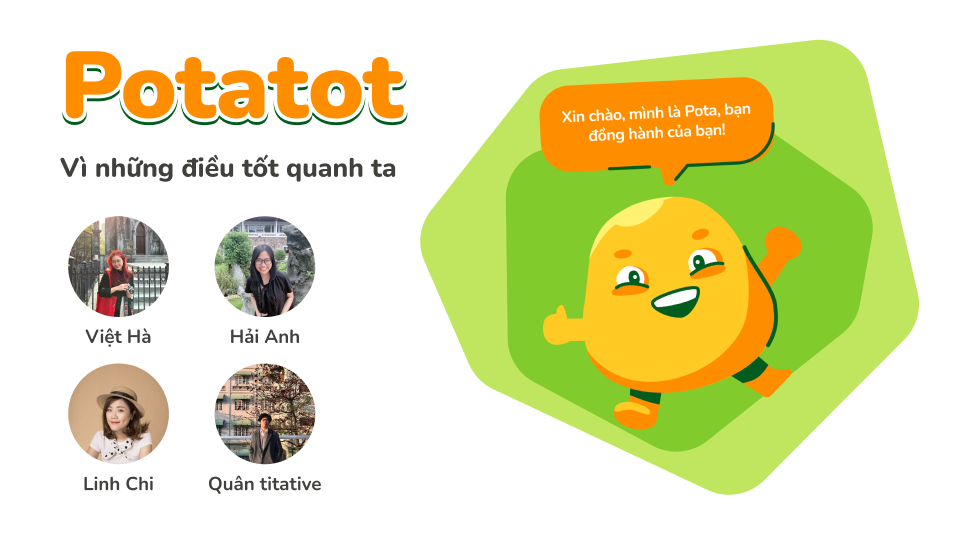 Potatot
Vì những điều tốt quanh ta
Xin chào, mình là Pota, bạn
đồng hành của bạn!
Việt Hà
Hải Anh
Linh Chi
Quân titative